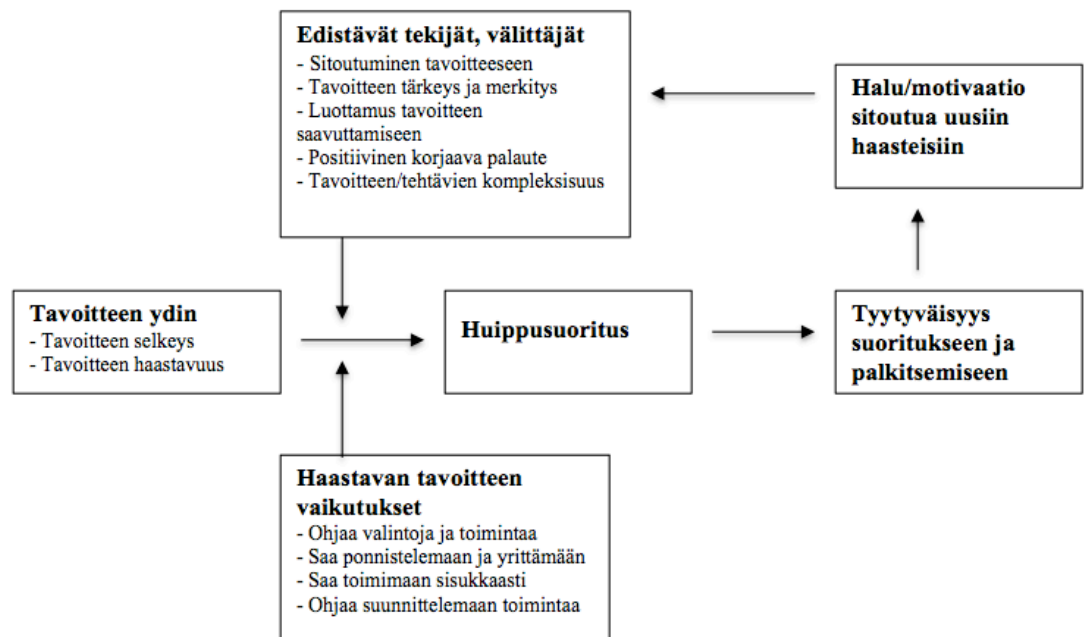 Edistävät tekijät, välittäjät
- Sitoutuminen tavoitteeseen
- Tavoitteen tärkeys ja merkitys
- Luottamus tavoitteen
saavuttamiseen
- Positiivinen korjaava palaute
- Tavoitteen/tehtävien kompleksisuus
Halu/motivaatio
sitoutua uusiin
haasteisiin
Tavoitteen ydin
- Tavoitteen selkeys
- Tavoitteen haastavuus
Huippusuoritus
Tyytyväisyys
suoritukseen ja
palkitsemiseen
Haastavan tavoitteen
vaikutukset
- Ohjaa valintoja ja toimintaa
- Saa ponnistelemaan ja yrittämään
- Saa toimimaan sisukkaasti
- Ohjaa suunnittelemaan toimintaa